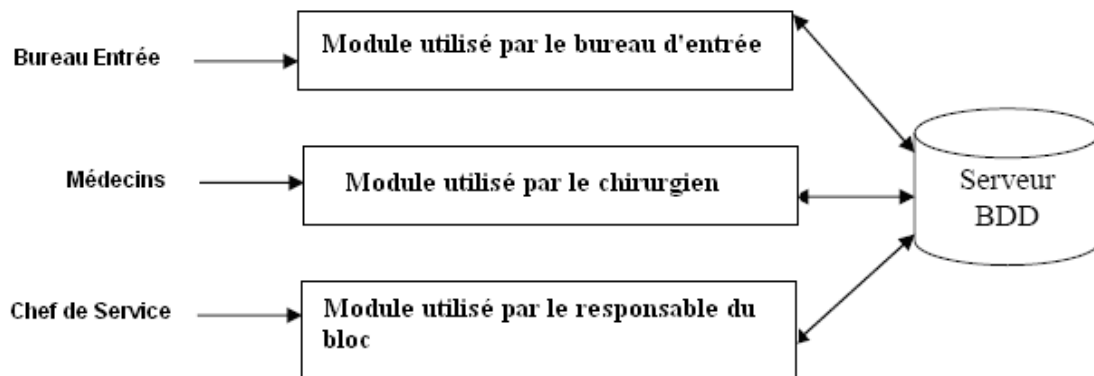 Bureau Entrée
Module utilisé par le bureau d'entrée
Médecins
Module utilisé par le chirurgien
Serveur
BDD
Chef de Service
Module utilisé par le responsable du
bloc